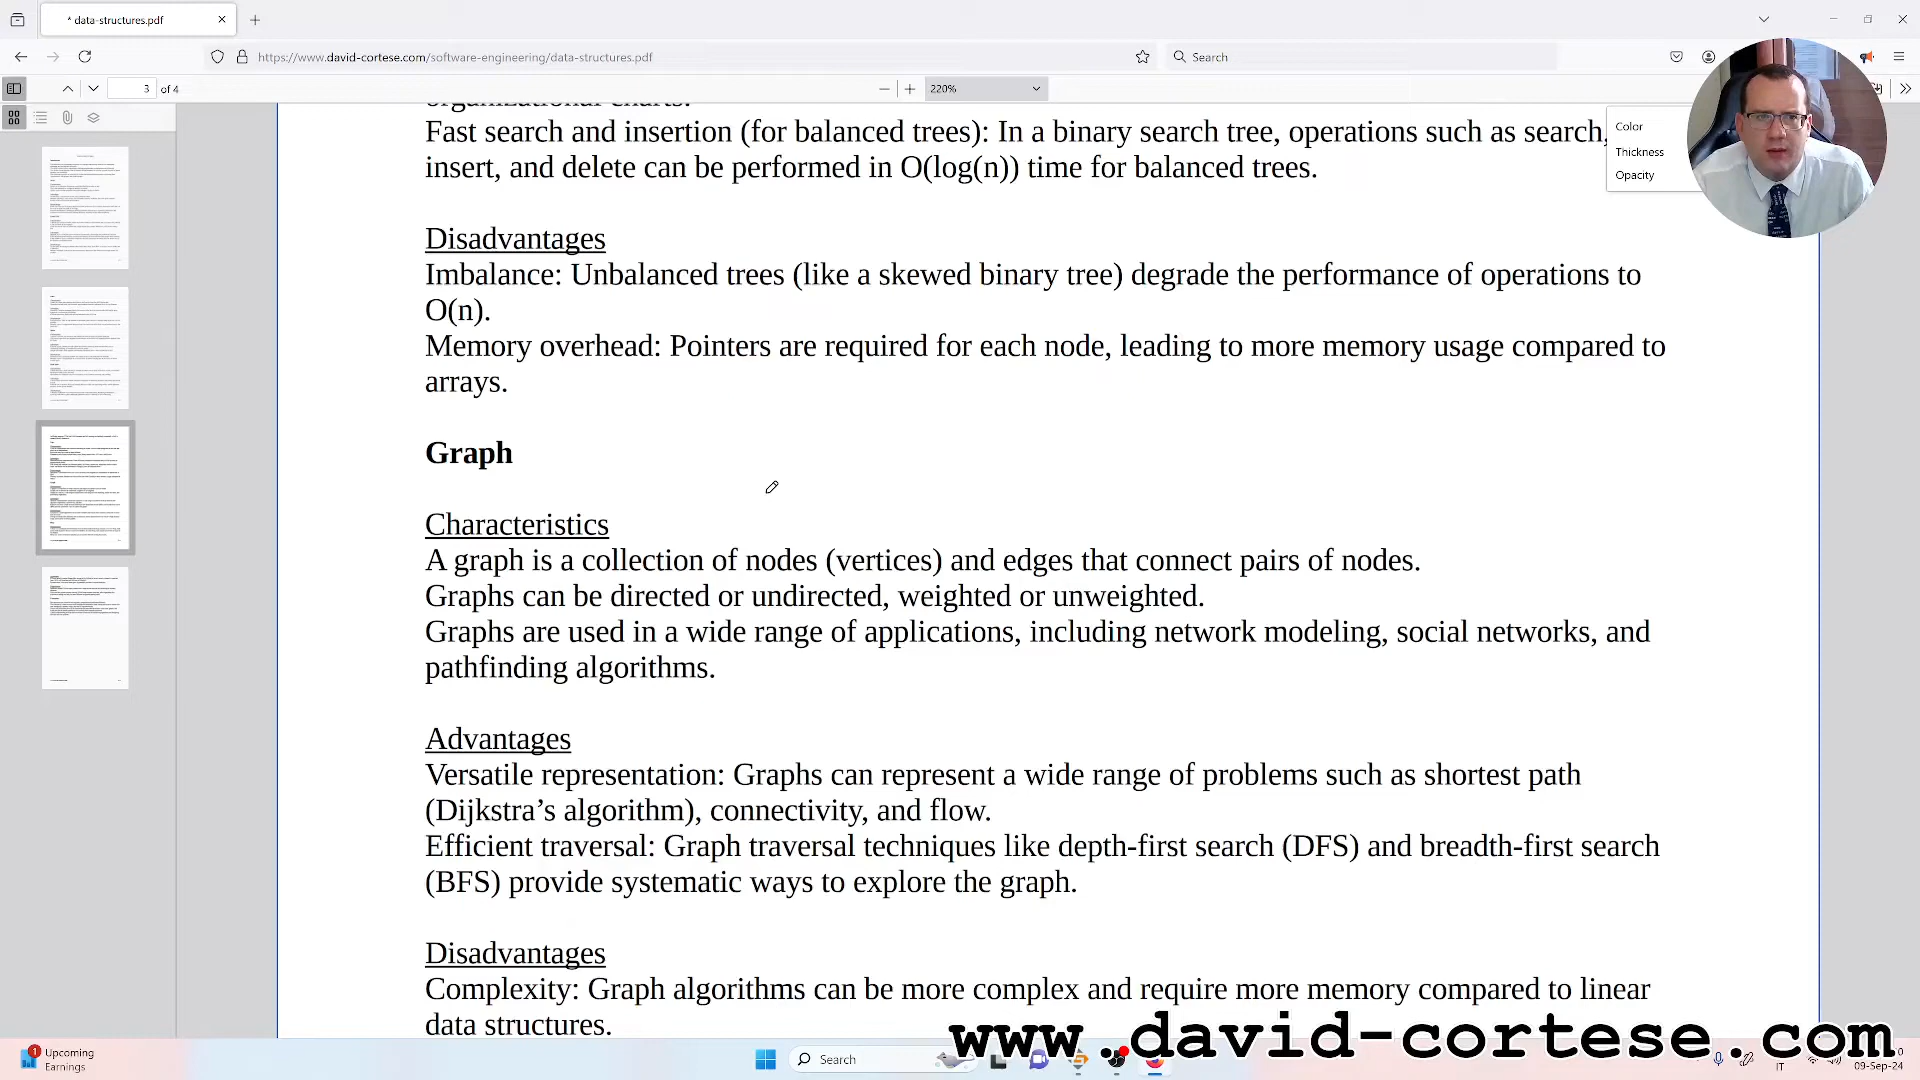 * data-structures.pdf
https://www.david-cortese.com/software-engineering/data-structures.pdf
Search
3 of 4
220%
Color
Thickness
Opacity
organizational charts.
Fast search and insertion (for balanced trees): In a binary search tree, operations such as search,
insert, and delete can be performed in O(log(n)) time for balanced trees.
Disadvantages
Imbalance: Unbalanced trees (like a skewed binary tree) degrade the performance of operations to
O(n).
Memory overhead: Pointers are required for each node, leading to more memory usage compared to
arrays.
Graph
Characteristics
A graph is a collection of nodes (vertices) and edges that connect pairs of nodes.
Graphs can be directed or undirected, weighted or unweighted.
Graphs are used in a wide range of applications, including network modeling, social networks, and
pathfinding algorithms.
Advantages
Versatile representation: Graphs can represent a wide range of problems such as shortest path
(Dijkstra’s algorithm), connectivity, and flow.
Efficient traversal: Graph traversal techniques like depth-first search (DFS) and breadth-first search
(BFS) provide systematic ways to explore the graph.
Disadvantages
Complexity: Graph algorithms can be more complex and require more memory compared to linear
data structures.
www.david-cortese.com
1
Upcoming
Earnings
Search
IT
09-Sep-24